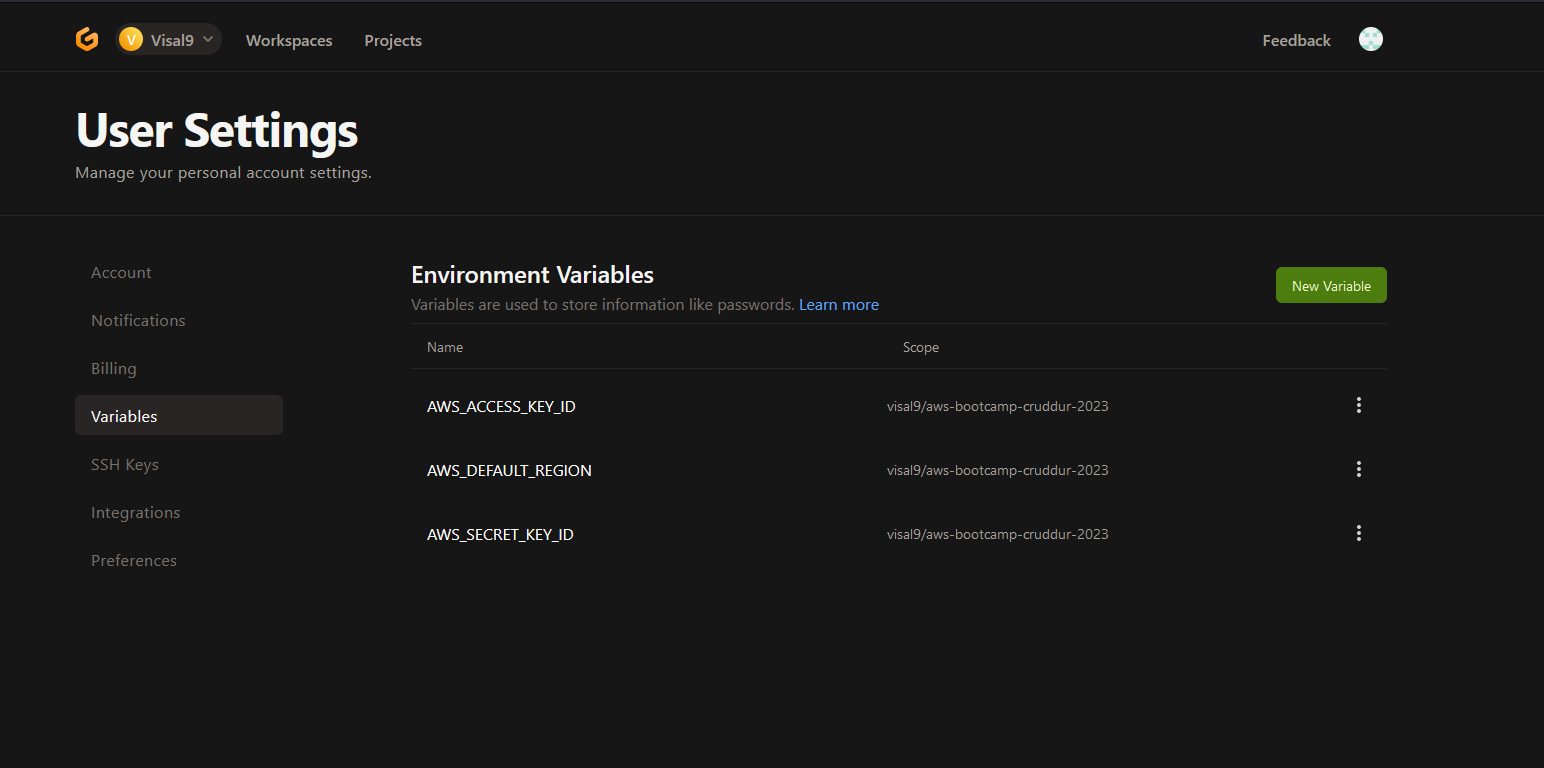 V Visal9 Workspaces Projects Feedback
User Settings
Manage your personal account settings.
Account
Notifications
Billing
Variables
SSH Keys
Integrations
Preferences
Environment Variables
Variables are used to store information like passwords. Learn more
New Variable
Name Scope
AWS_ACCESS_KEY_ID visal9/aws-bootcamp-cruddur-2023
AWS_DEFAULT_REGION visal9/aws-bootcamp-cruddur-2023
AWS_SECRET_KEY_ID visal9/aws-bootcamp-cruddur-2023